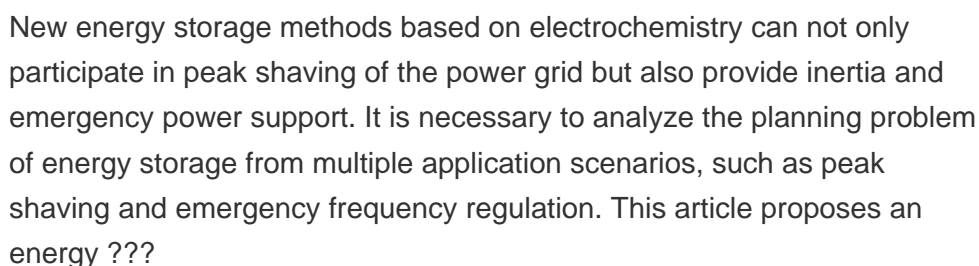 New energy storage methods based on electrochemistry can not only
participate in peak shaving of the power grid but also provide inertia and
emergency power support. It is necessary to analyze the planning problem
of energy storage from multiple application scenarios, such as peak
shaving and emergency frequency regulation. This article proposes an
energy ???